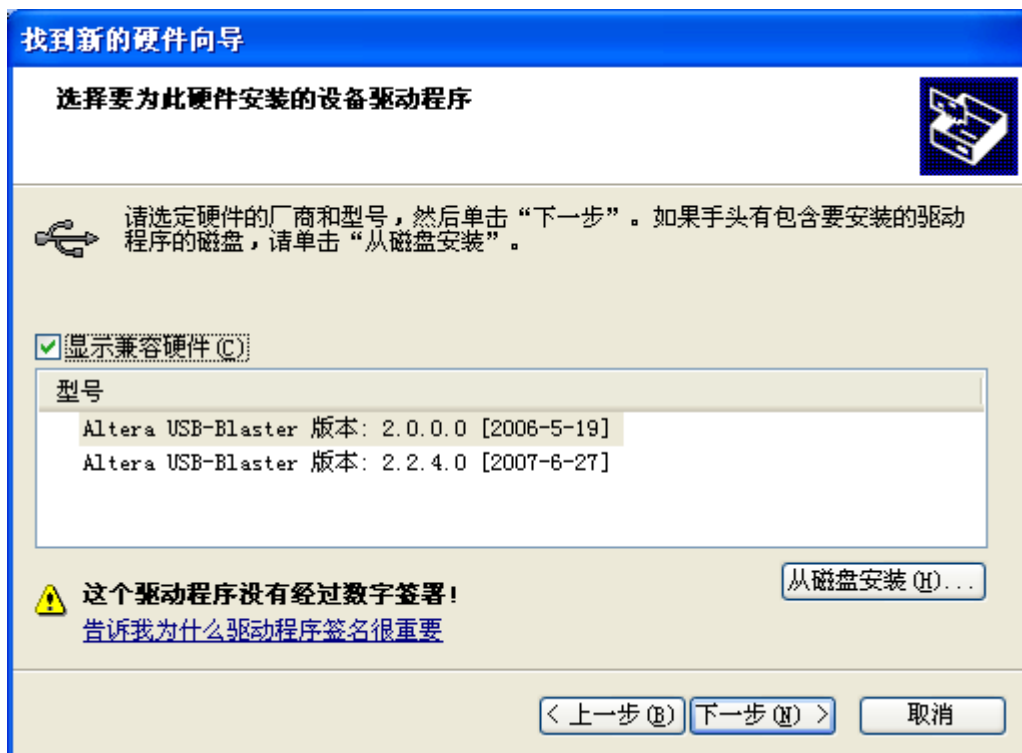 找到新的硬件向导
选择要为此硬件安装的设备驱动程序
请选定硬件的厂商和型号，然后单击“下一步”。如果手头有包含要安装的驱动
程序的磁盘，请单击“从磁盘安装”。
显示兼容硬件(C)
型号
Altera USB-Blaster 版本: 2.0.0.0 [2006-5-19]
Altera USB-Blaster 版本: 2.2.4.0 [2007-6-27]
从磁盘安装(H)...
这个驱动程序没有经过数字签署!
告诉我为什么驱动程序签名很重要
< 上一步(B) 下一步(N) > 取消